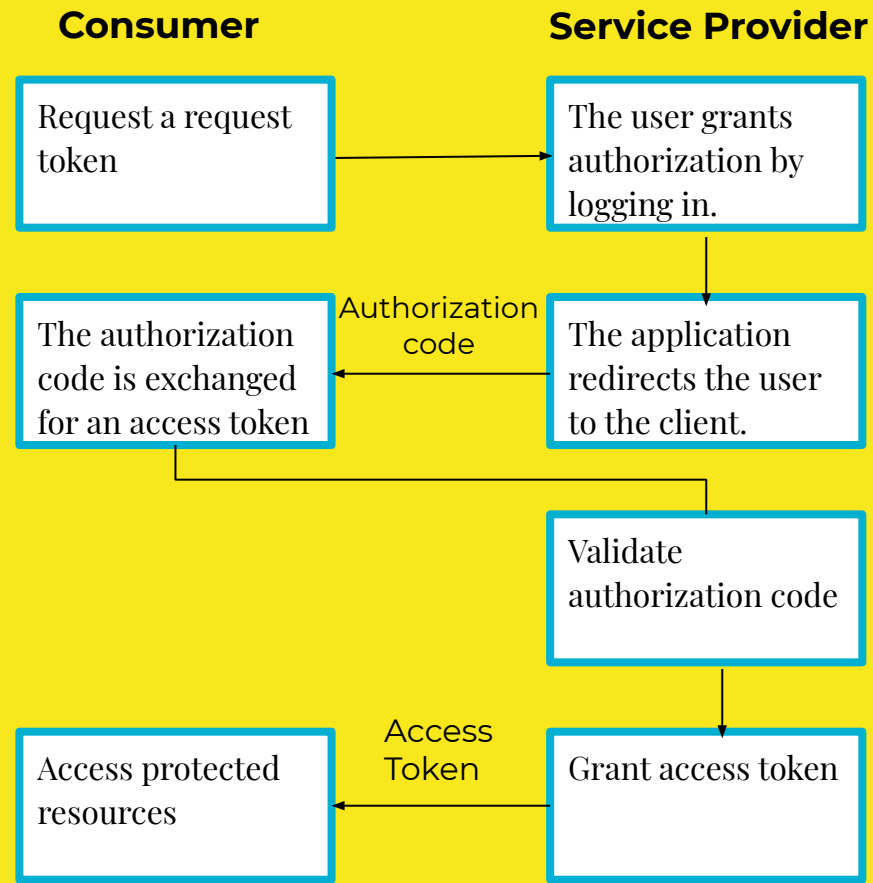 Consumer
Service Provider
Request a request
token
The user grants
authorization by
logging in.
Authorization
code
The authorization
code is exchanged
for an access token
The application
redirects the user
to the client.
Validate
authorization code
Access
Token
Access protected
resources
Grant access token